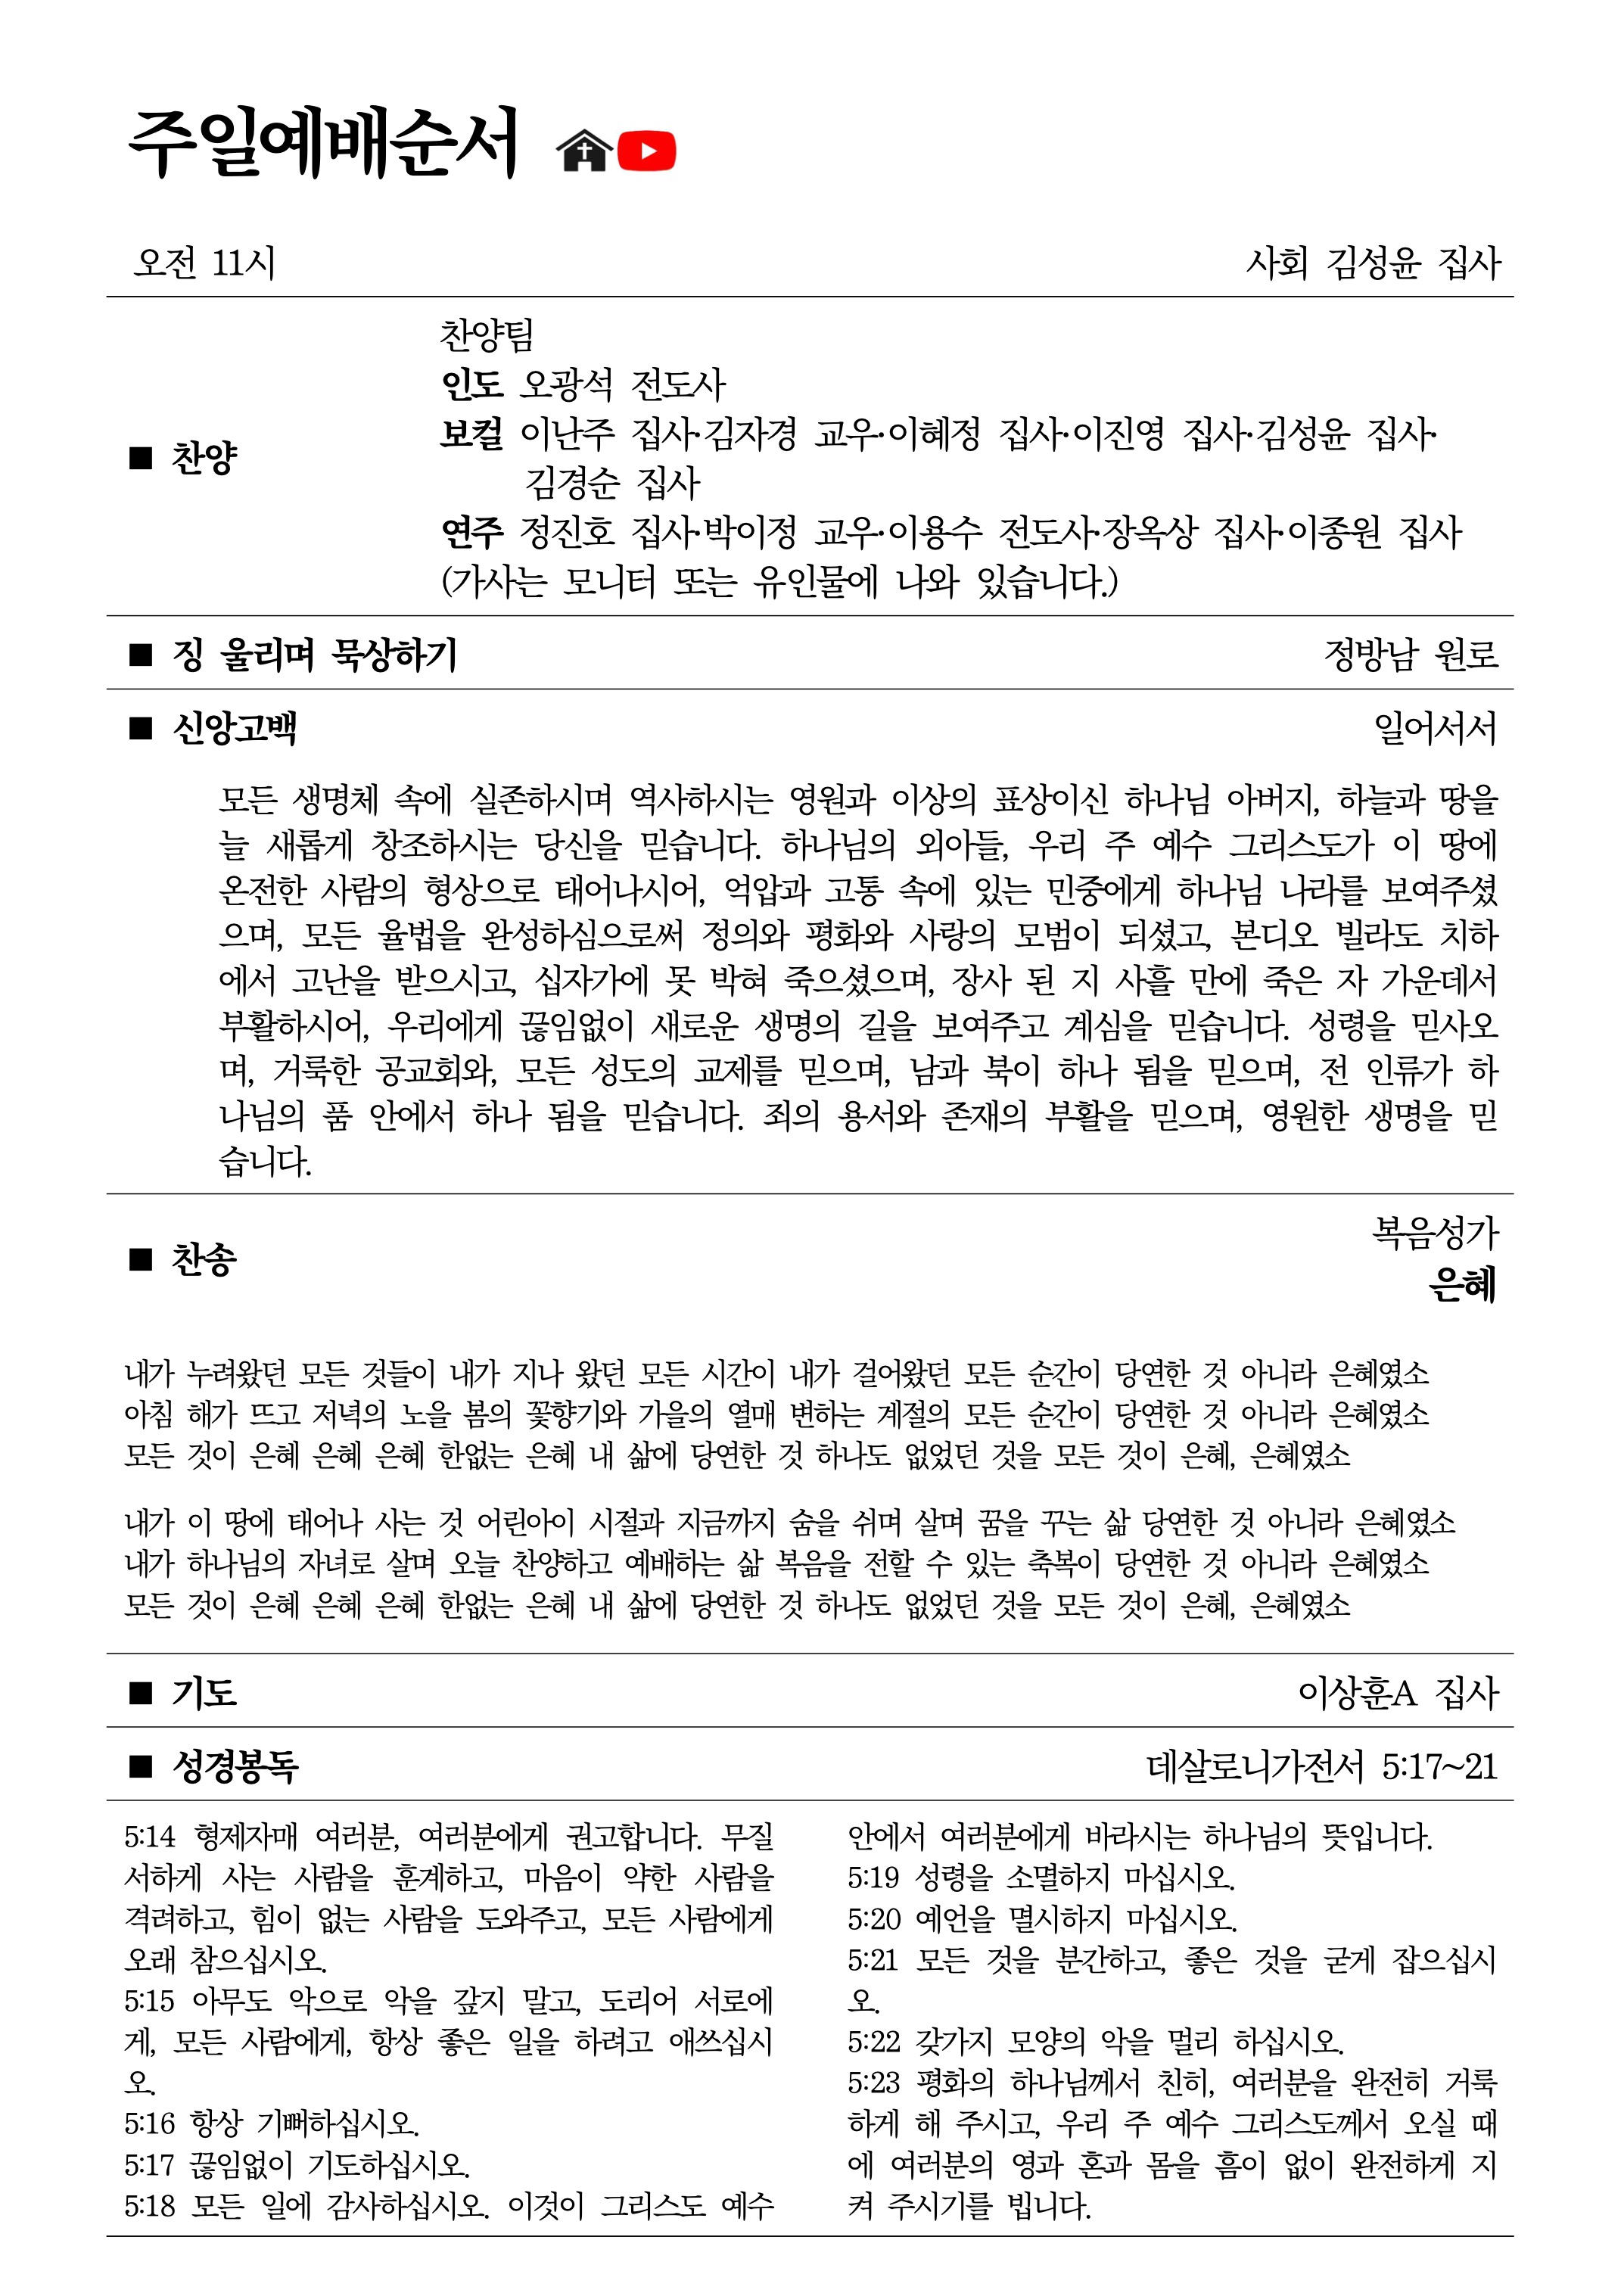 주일예배순서
오전 11시 사회 김성윤 집사
찬양팀
인도 오광석 전도사
보컬 이난주 집사·김자경 교우·이혜정 집사·이진영 집사·김성윤 집사·
■ 찬양
김경순 집사
연주 정진호 집사·박이정 교우·이용수 전도사·장옥상 집사·이종원 집사
(가사는 모니터 또는 유인물에 나와 있습니다.)
■ 징 울리며 묵상하기 정방남 원로
■ 신앙고백 일어서서
모든 생명체 속에 실존하시며 역사하시는 영원과 이상의 표상이신 하나님 아버지, 하늘과 땅을
늘 새롭게 창조하시는 당신을 믿습니다. 하나님의 외아들, 우리 주 예수 그리스도가 이 땅에
온전한 사람의 형상으로 태어나시어, 억압과 고통 속에 있는 민중에게 하나님 나라를 보여주셨
으며, 모든 율법을 완성하심으로써 정의와 평화와 사랑의 모범이 되셨고, 본디오 빌라도 치하
에서 고난을 받으시고, 십자가에 못 박혀 죽으셨으며, 장사 된 지 사흘 만에 죽은 자 가운데서
부활하시어, 우리에게 끊임없이 새로운 생명의 길을 보여주고 계심을 믿습니다. 성령을 믿사오
며, 거룩한 공교회와, 모든 성도의 교제를 믿으며, 남과 북이 하나 됨을 믿으며, 전 인류가 하
나님의 품 안에서 하나 됨을 믿습니다. 죄의 용서와 존재의 부활을 믿으며, 영원한 생명을 믿
습니다.
복음성가
■ 찬송
은혜
내가 누려왔던 모든 것들이 내가 지나 왔던 모든 시간이 내가 걸어왔던 모든 순간이 당연한 것 아니라 은혜였소
아침 해가 뜨고 저녁의 노을 봄의 꽃향기와 가을의 열매 변하는 계절의 모든 순간이 당연한 것 아니라 은혜였소
모든 것이 은혜 은혜 은혜 한없는 은혜 내 삶에 당연한 것 하나도 없었던 것을 모든 것이 은혜, 은혜였소
내가 이 땅에 태어나 사는 것 어린아이 시절과 지금까지 숨을 쉬며 살며 꿈을 꾸는 삶 당연한 것 아니라 은혜였소
내가 하나님의 자녀로 살며 오늘 찬양하고 예배하는 삶 복음을 전할 수 있는 축복이 당연한 것 아니라 은혜였소
모든 것이 은혜 은혜 은혜 한없는 은혜 내 삶에 당연한 것 하나도 없었던 것을 모든 것이 은혜, 은혜였소
■ 기도 이상훈A 집사
■ 성경봉독 데살로니가전서 5:17~21
5:14 형제자매 여러분, 여러분에게 권고합니다. 무질
서하게 사는 사람을 훈계하고, 마음이 약한 사람을
격려하고, 힘이 없는 사람을 도와주고, 모든 사람에게
오래 참으십시오.
5:15 아무도 악으로 악을 갚지 말고, 도리어 서로에
게, 모든 사람에게, 항상 좋은 일을 하려고 애쓰십시
오.
5:16 항상 기뻐하십시오.
5:17 끊임없이 기도하십시오.
5:18 모든 일에 감사하십시오. 이것이 그리스도 예수
안에서 여러분에게 바라시는 하나님의 뜻입니다.
5:19 성령을 소멸하지 마십시오.
5:20 예언을 멸시하지 마십시오.
5:21 모든 것을 분간하고, 좋은 것을 굳게 잡으십시
오.
5:22 갖가지 모양의 악을 멀리 하십시오.
5:23 평화의 하나님께서 친히, 여러분을 완전히 거룩
하게 해 주시고, 우리 주 예수 그리스도께서 오실 때
에 여러분의 영과 혼과 몸을 흠이 없이 완전하게 지
켜 주시기를 빕니다.